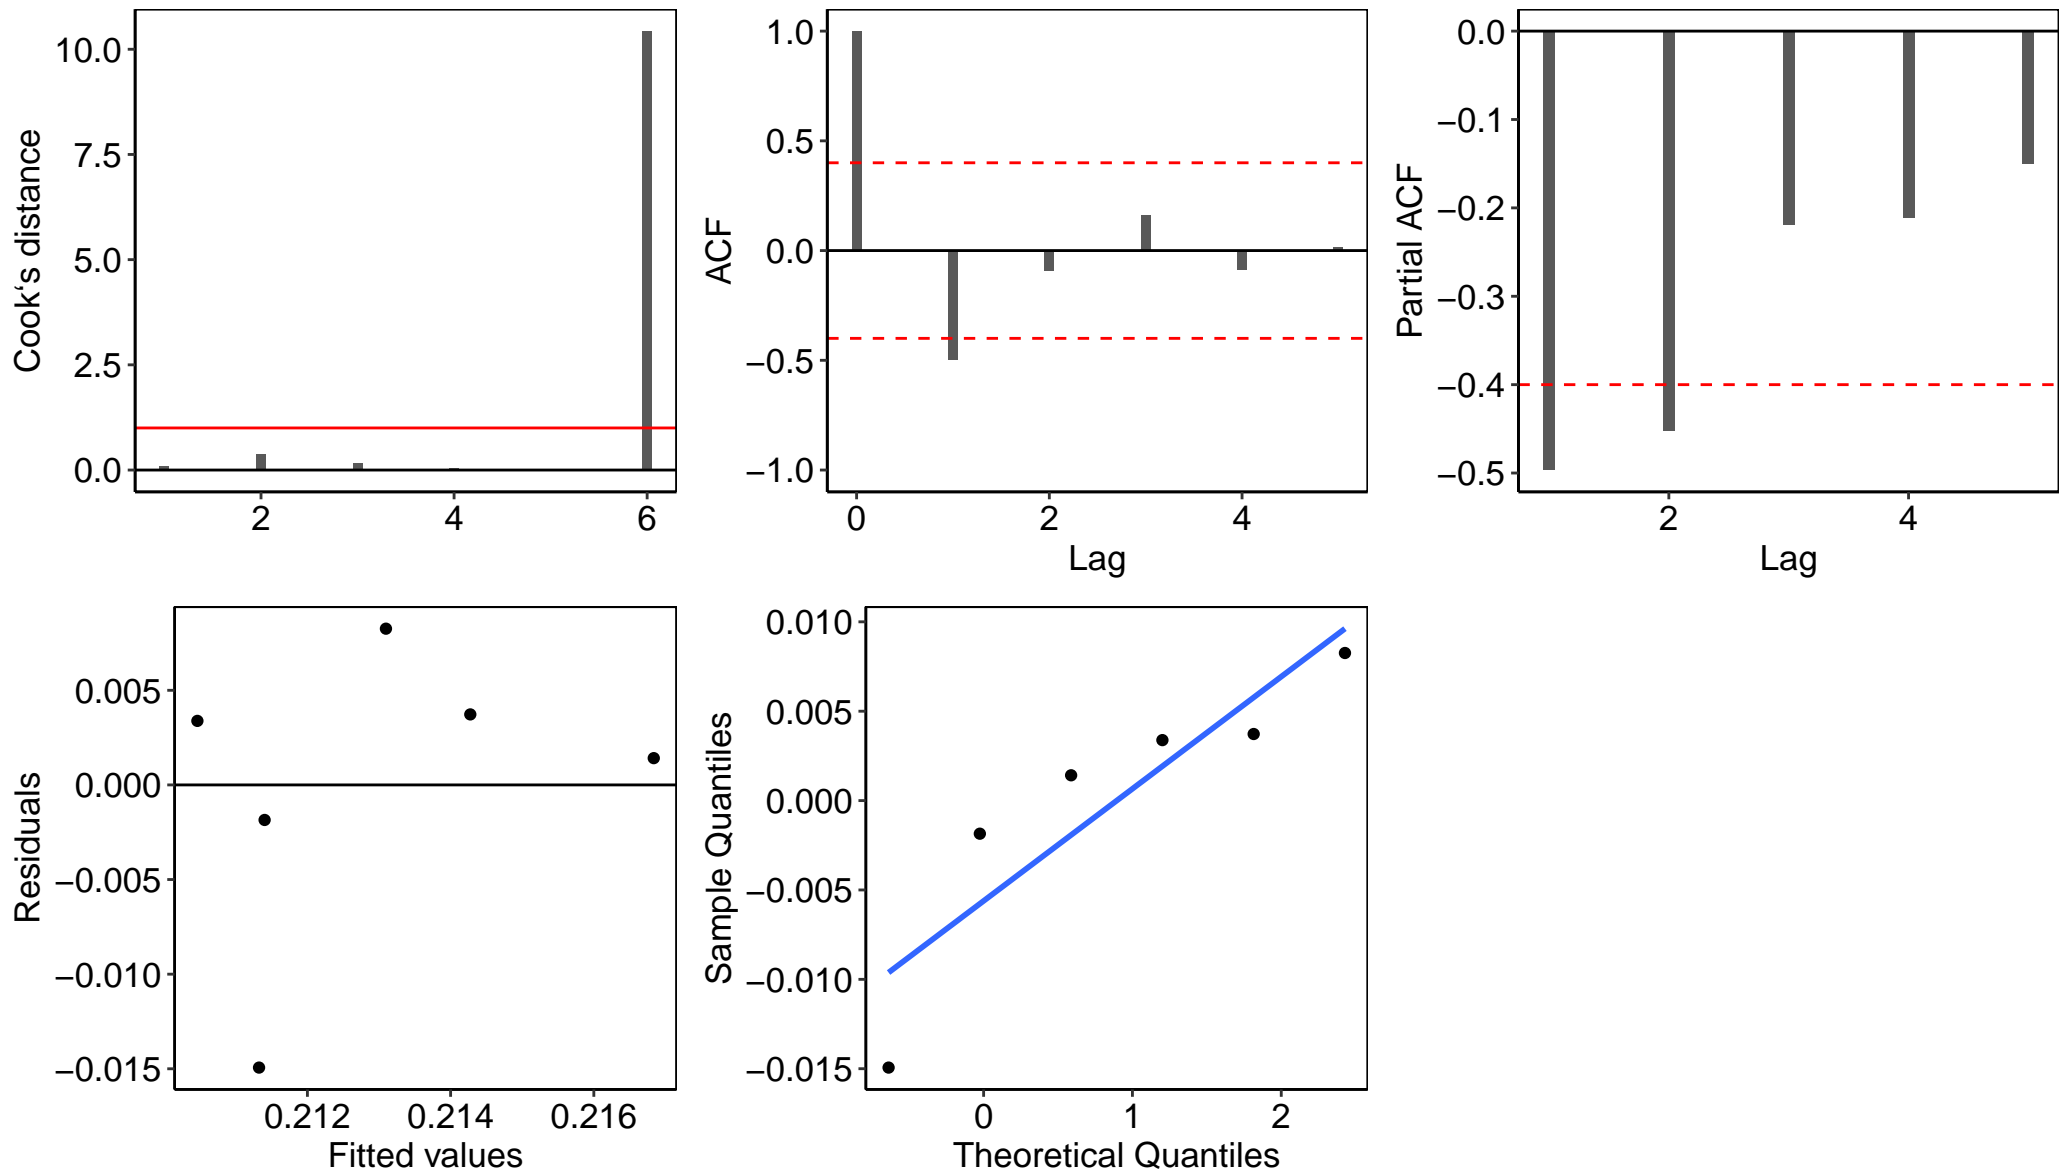 Cook‘s distance
10.0
7.5
5.0
2.5
0.0
2 4 6
ACF
1.0
0.5
0.0
−0.5
−1.0
0 2 4
Lag
Partial ACF
0.0
−0.1
−0.2
−0.3
−0.4
−0.5
2 4
Lag
Residuals
0.005
0.000
−0.005
−0.010
−0.015
0.212 0.214 0.216
Fitted values
Sample Quantiles
0.010
0.005
0.000
−0.005
−0.010
−0.015
0 1 2
Theoretical Quantiles